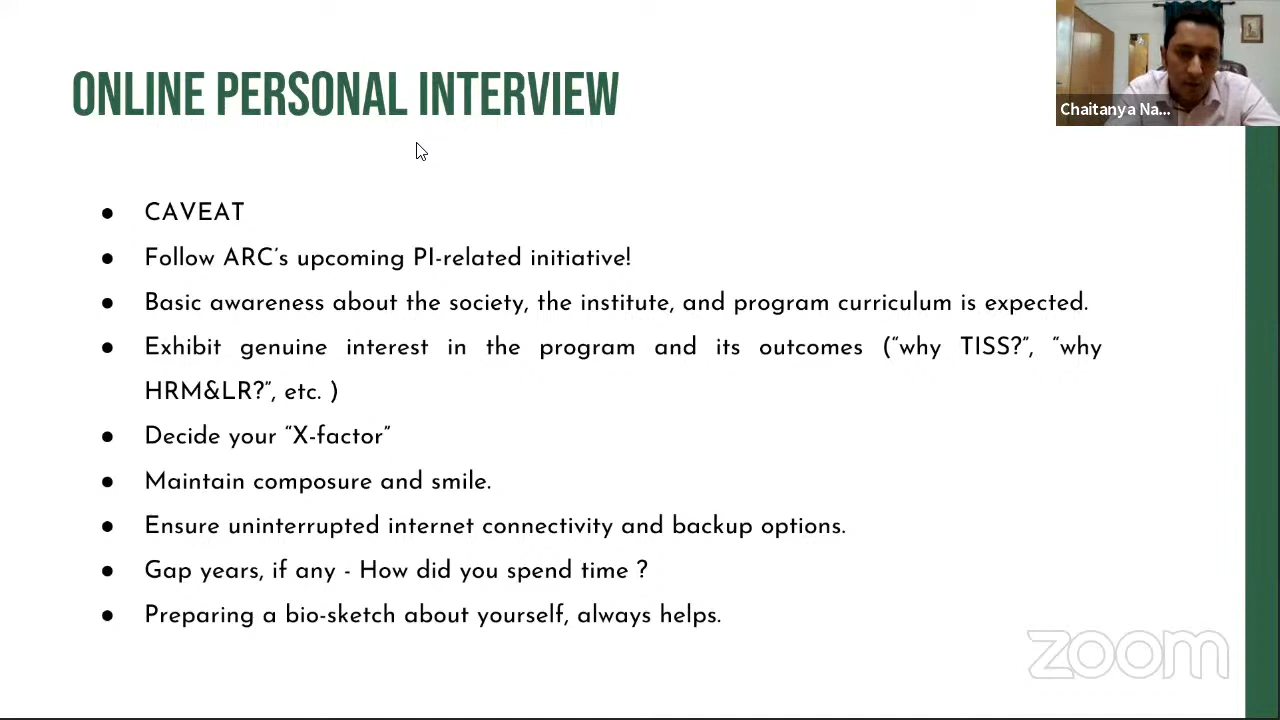 ONLINE PERSONAL INTERVIEW
Chaitanya Na...
● CAVEAT
● Follow ARC's upcoming PI-related initiative!
● Basic awareness about the society, the institute, and program curriculum is expected.
● Exhibit genuine interest in the program and its outcomes (“why TISS?”, “why
HRM&LR?”, etc. )
● Decide your “X-factor”
● Maintain composure and smile.
● Ensure uninterrupted internet connectivity and backup options.
● Gap years, if any - How did you spend time ?
● Preparing a bio-sketch about yourself, always helps.
zoom